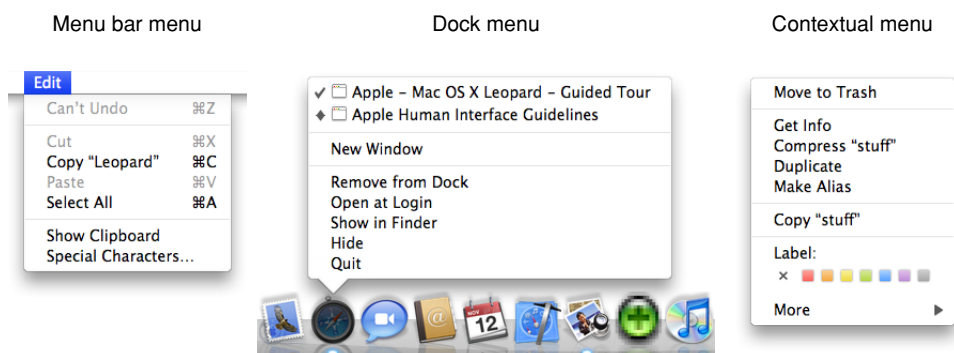 Menu bar menu
Edit
Can't Undo ⌘Z
Cut ⌘X
Copy "Leopard" ⌘C
Paste ⌘V
Select All ⌘A
Show Clipboard
Special Characters...
Dock menu
✓ Apple – Mac OS X Leopard – Guided Tour
◆ Apple Human Interface Guidelines
New Window
Remove from Dock
Open at Login
Show in Finder
Hide
Quit
NOV
12
Contextual menu
Move to Trash
Get Info
Compress "stuff"
Duplicate
Make Alias
Copy "stuff"
Label:
×
More ▶